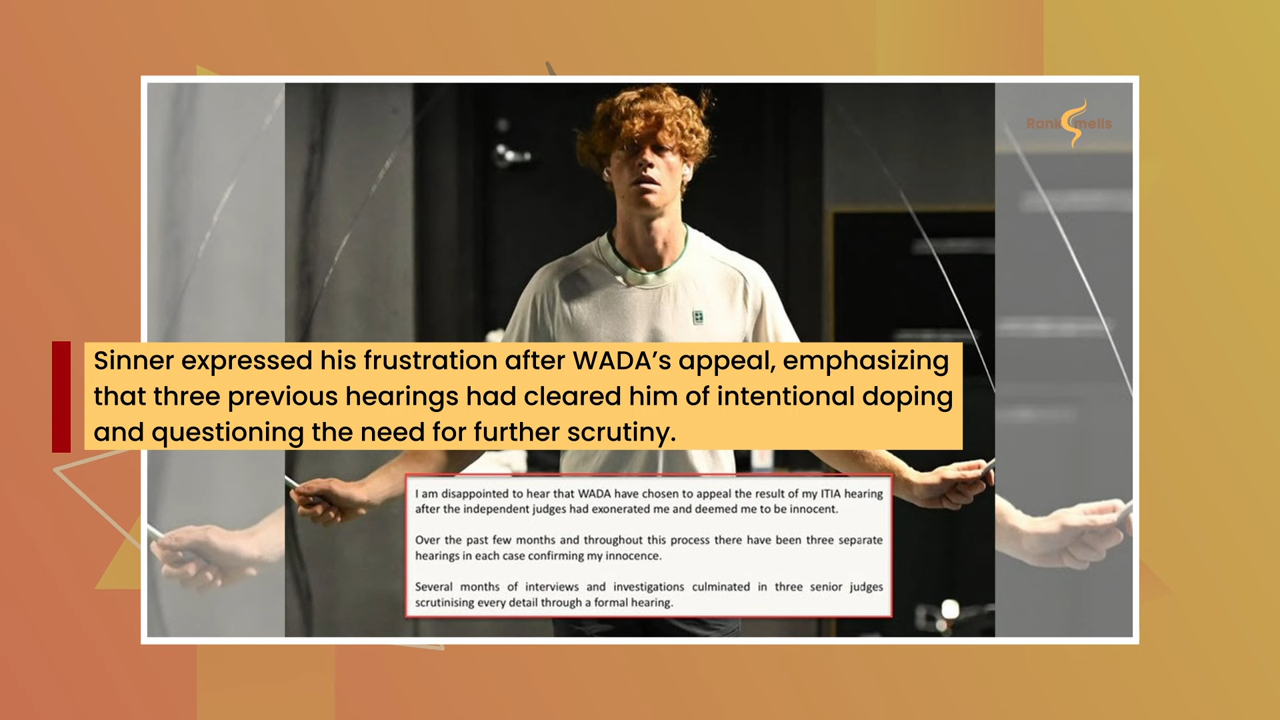 Rank Smells
Sinner expressed his frustration after WADA’s appeal, emphasizing
that three previous hearings had cleared him of intentional doping
and questioning the need for further scrutiny.
I am disappointed to hear that WADA have chosen to appeal the result of my ITIA hearing
after the independent judges had exonerated me and deemed me to be innocent.
Over the past few months and throughout this process there have been three separate
hearings in each case confirming my innocence.
Several months of interviews and investigations culminated in three senior judges
scrutinising every detail through a formal hearing.